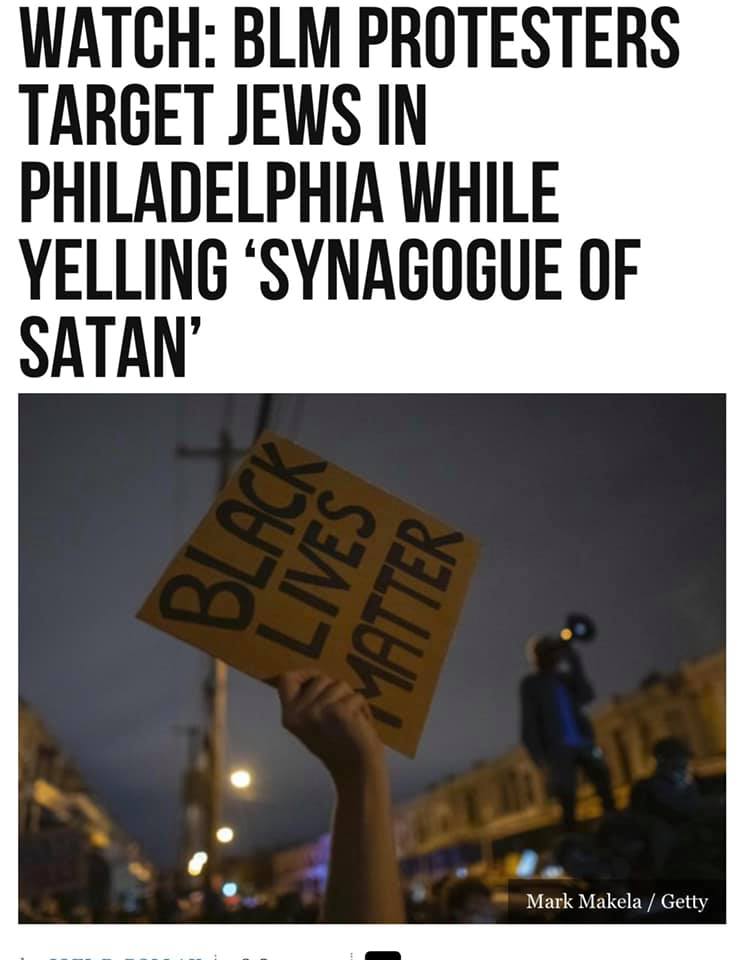 WATCH: BLM PROTESTERS
TARGET JEWS IN
PHILADELPHIA WHILE
YELLING ‘SYNAGOGUE OF
SATAN’
BLACK
LIVES
MATTER
Mark Makela / Getty